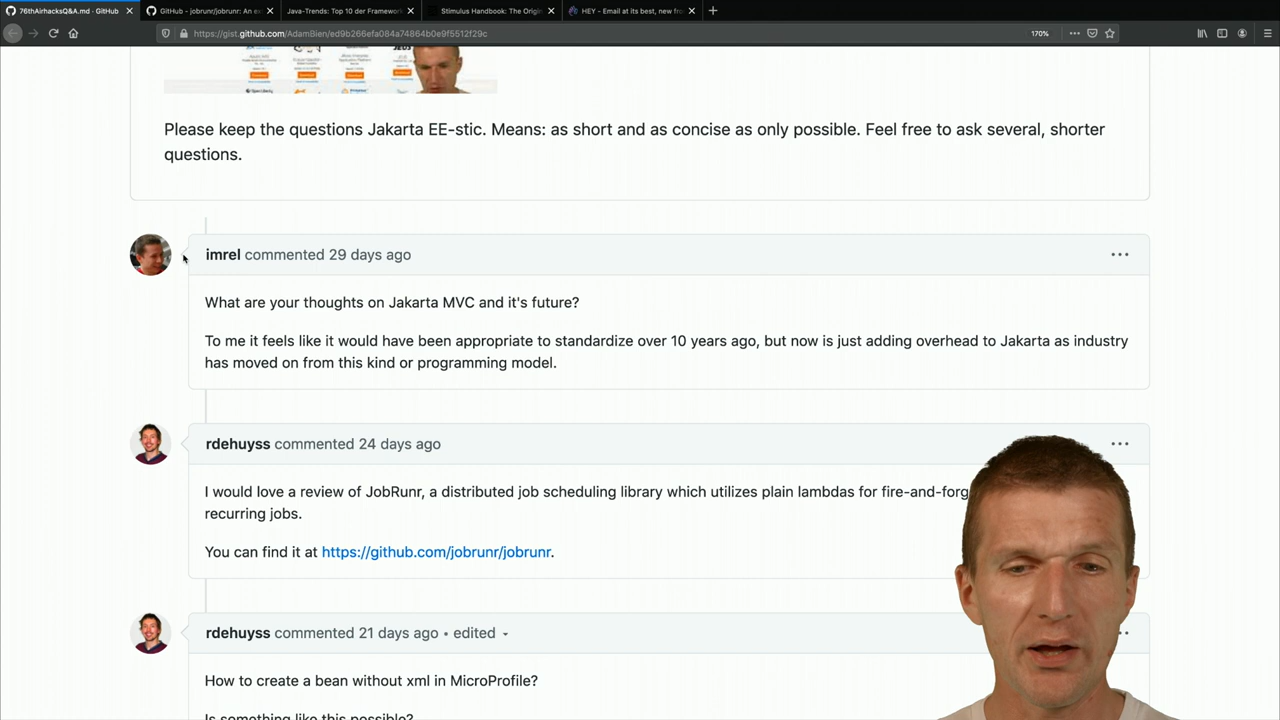 76thAirhacksQ&A.md · GitHub
GitHub - jobrunr/jobrunr: An ex
Java-Trends: Top 10 der Framework
Stimulus Handbook: The Origin
HEY - Email at its best, new fro
https://gist.github.com/AdamBien/ed9b266efa084a74864b0e9f5512f29c
170%
Please keep the questions Jakarta EE-stic. Means: as short and as concise as only possible. Feel free to ask several, shorter
questions.
imrel commented 29 days ago
What are your thoughts on Jakarta MVC and it's future?
To me it feels like it would have been appropriate to standardize over 10 years ago, but now is just adding overhead to Jakarta as industry
has moved on from this kind or programming model.
rdehuyss commented 24 days ago
I would love a review of JobRunr, a distributed job scheduling library which utilizes plain lambdas for fire-and-forg
recurring jobs.
You can find it at https://github.com/jobrunr/jobrunr.
rdehuyss commented 21 days ago • edited
How to create a bean without xml in MicroProfile?
Is something like this possible?